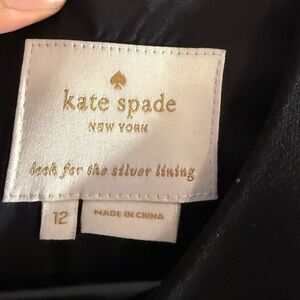 kate spade
NEW YORK
look for the silver lining
12
MADE IN CHINA